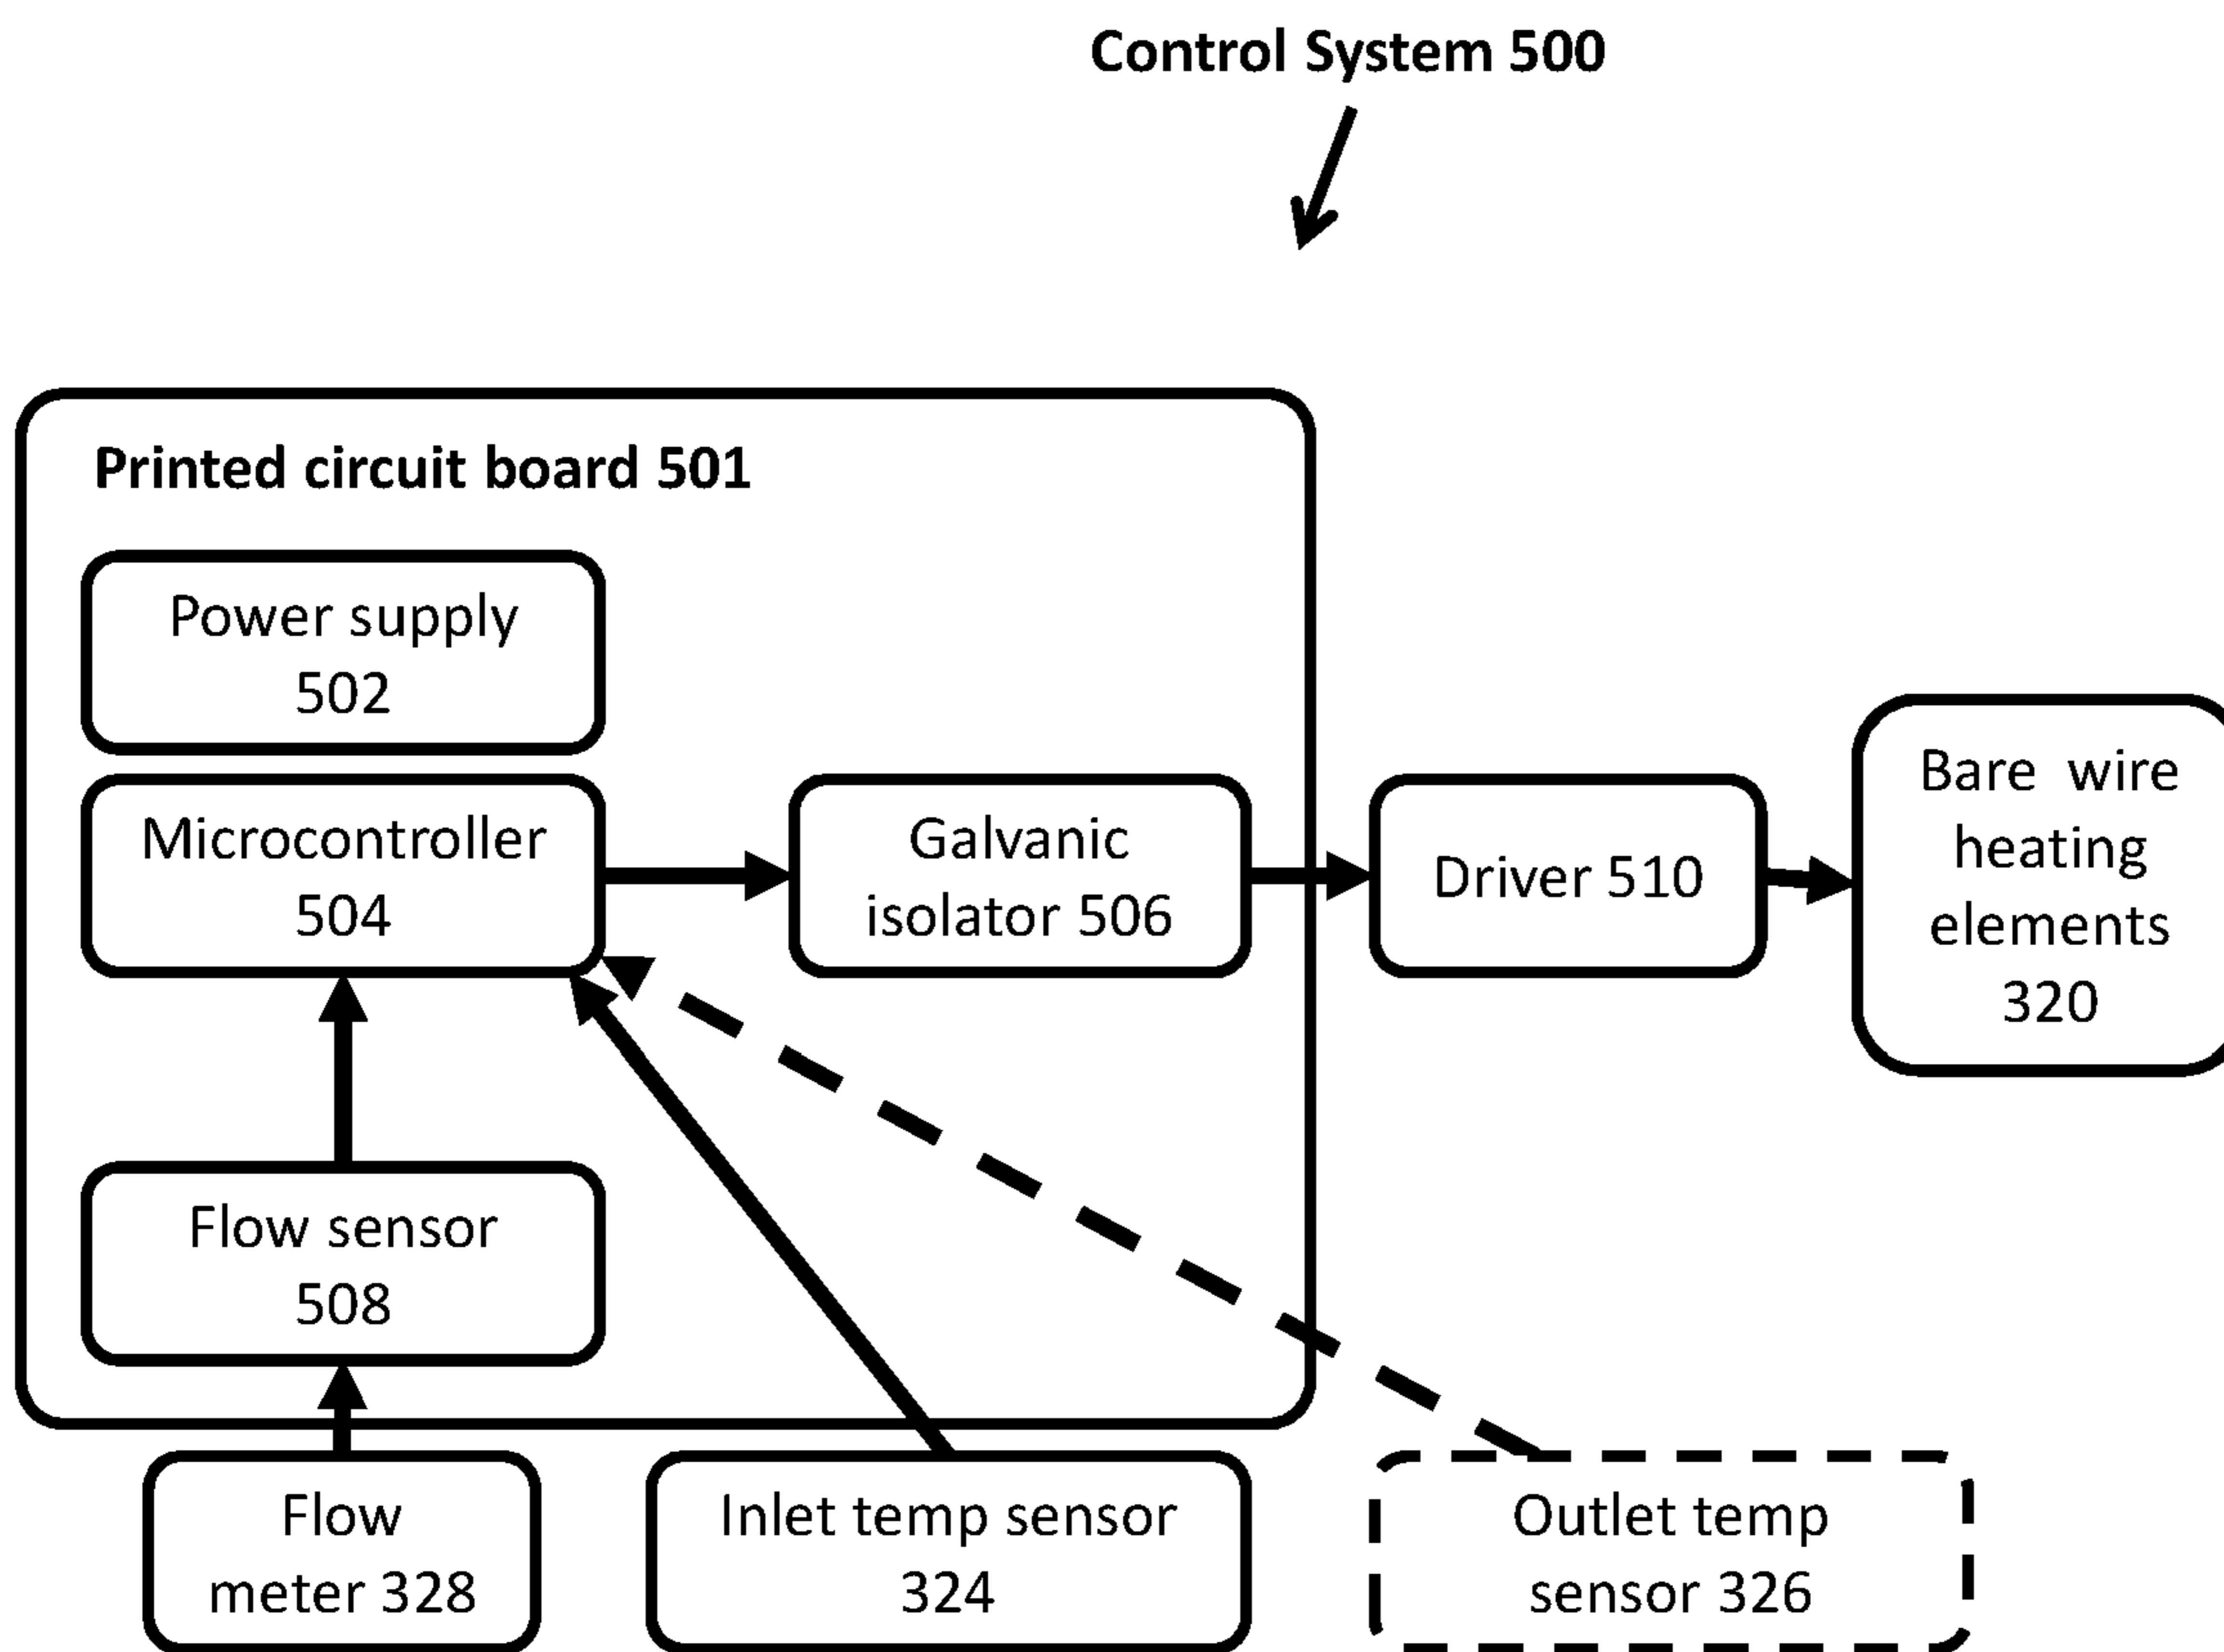 Control System 500
Printed circuit board 501
Power supply
502
Microcontroller
504
Galvanic
isolator 506
Driver 510
Bare wire
heating
elements
320
Flow sensor
508
Flow
meter 328
Inlet temp sensor
324
Outlet temp
sensor 326